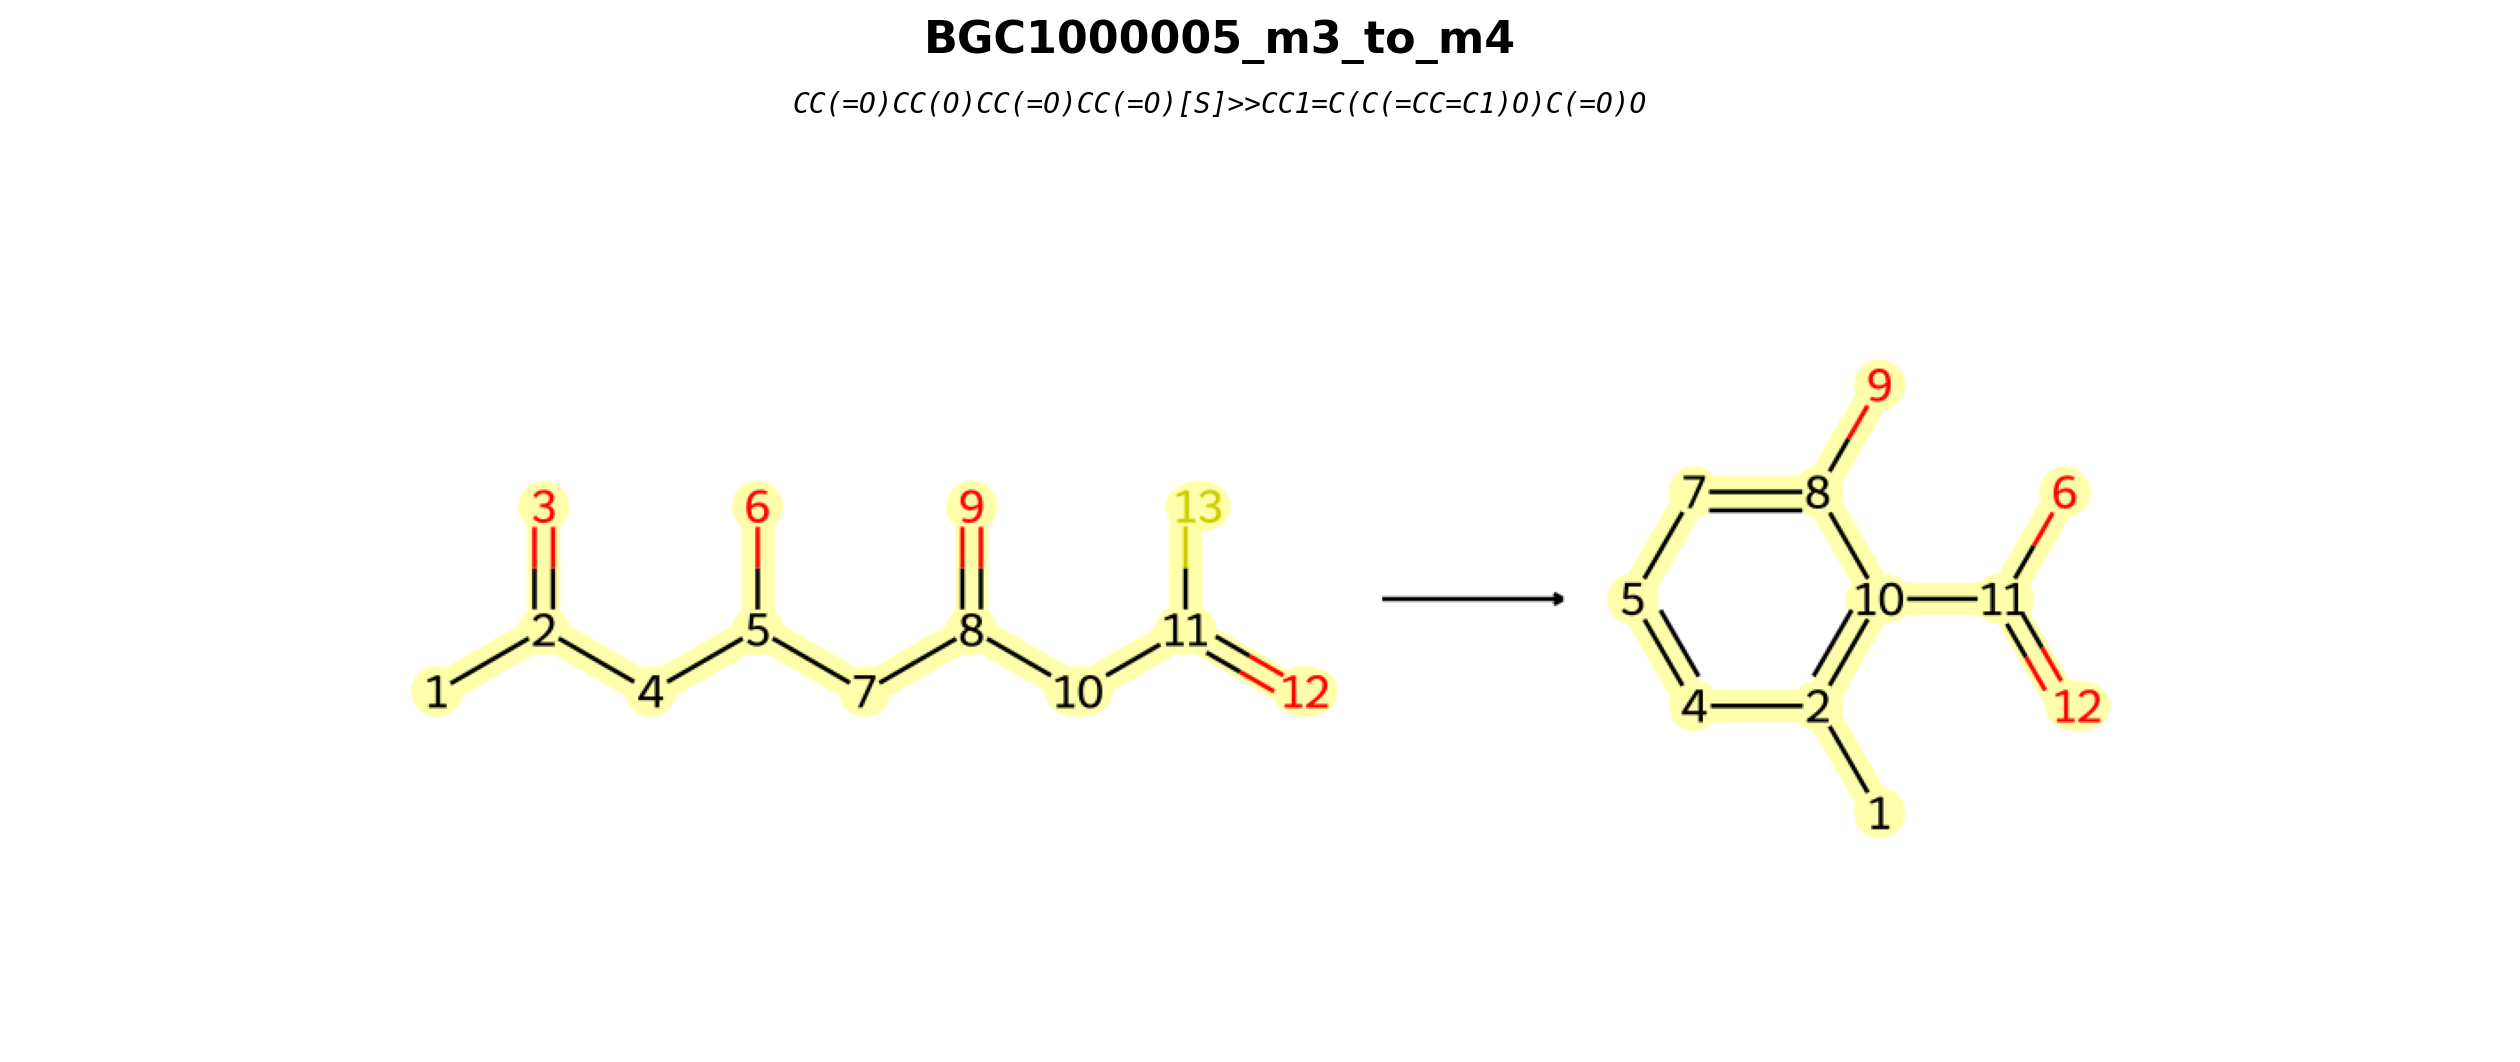 BGC1000005_m3_to_m4
CC(=O)CC(O)CC(=O)CC(=O)[S]>>CC1=C(C(=CC=C1)O)C(=O)O
9
3 6 9 13 7 8 6
2 5 8 11 5 10 11
1 4 7 10 12 4 2 12
1